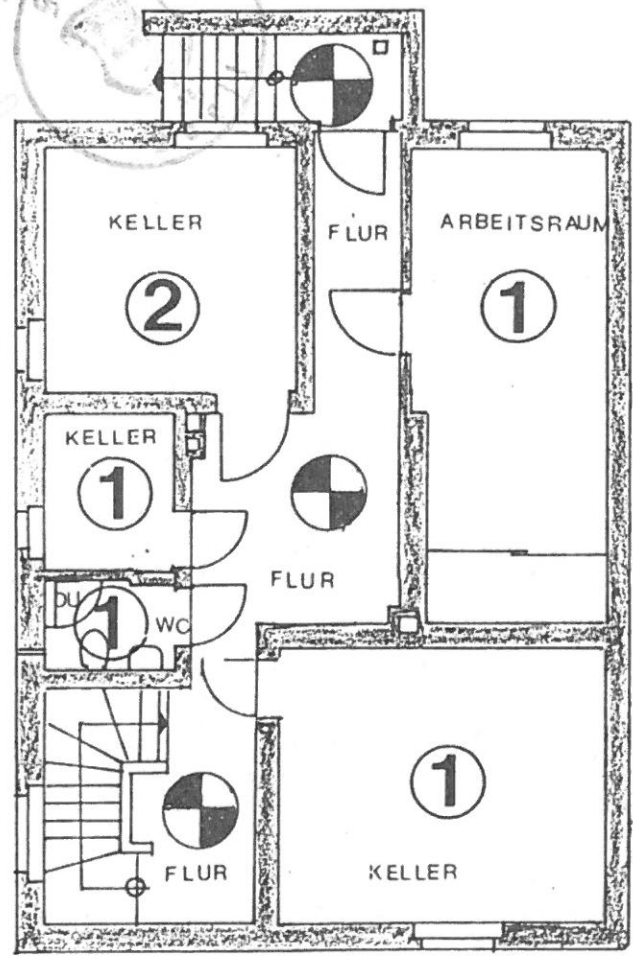 KELLER
2
FLUR
ARBEITSRAUM
1
KELLER
1
FLUR
DU
1
WC
FLUR
1
KELLER